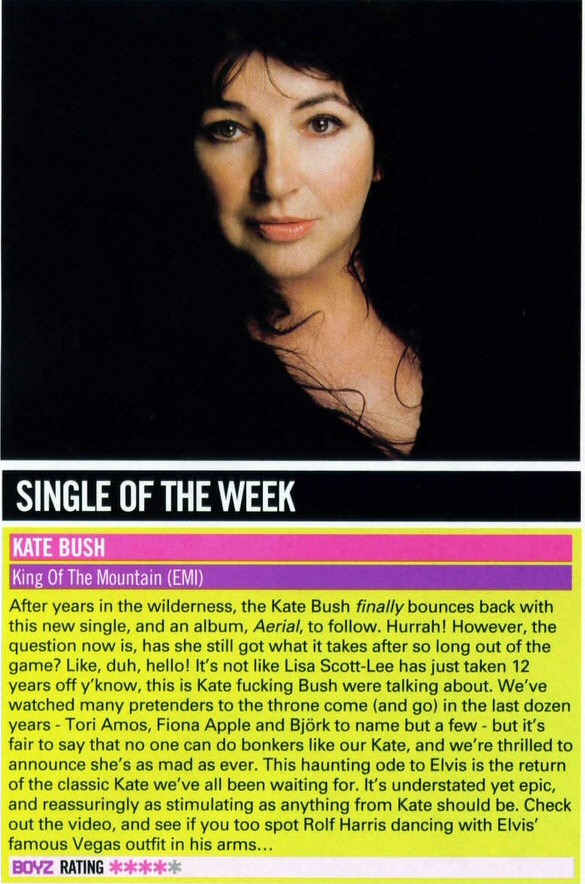 SINGLE OF THE WEEK
KATE BUSH
King Of The Mountain (EMI)
After years in the wilderness, the Kate Bush finally bounces back with
this new single, and an album, Aerial, to follow. Hurrah! However, the
question now is, has she still got what it takes after so long out of the
game? Like, duh, hello! It's not like Lisa Scott-Lee has just taken 12
years off y'know, this is Kate fucking Bush were talking about. We've
watched many pretenders to the throne come (and go) in the last dozen
years - Tori Amos, Fiona Apple and Björk to name but a few - but it's
fair to say that no one can do bonkers like our Kate, and we're thrilled to
announce she's as mad as ever. This haunting ode to Elvis is the return
of the classic Kate we've all been waiting for. It's understated yet epic,
and reassuringly as stimulating as anything from Kate should be. Check
out the video, and see if you too spot Rolf Harris dancing with Elvis'
famous Vegas outfit in his arms...
BOYZ RATING ✱✱✱✱✱